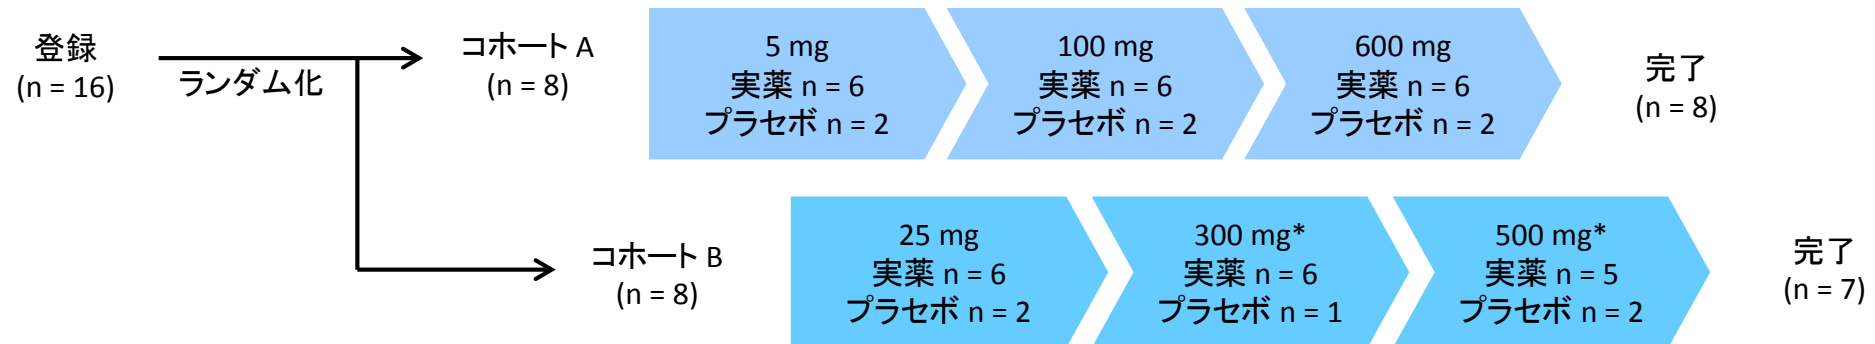 登録
(n = 16)
ランダム化
コホート A
(n = 8)
5 mg
実薬 n = 6
プラセボ n = 2
100 mg
実薬 n = 6
プラセボ n = 2
600 mg
実薬 n = 6
プラセボ n = 2
完了
(n = 8)
コホート B
(n = 8)
25 mg
実薬 n = 6
プラセボ n = 2
300 mg*
実薬 n = 6
プラセボ n = 1
500 mg*
実薬 n = 5
プラセボ n = 2
完了
(n = 7)